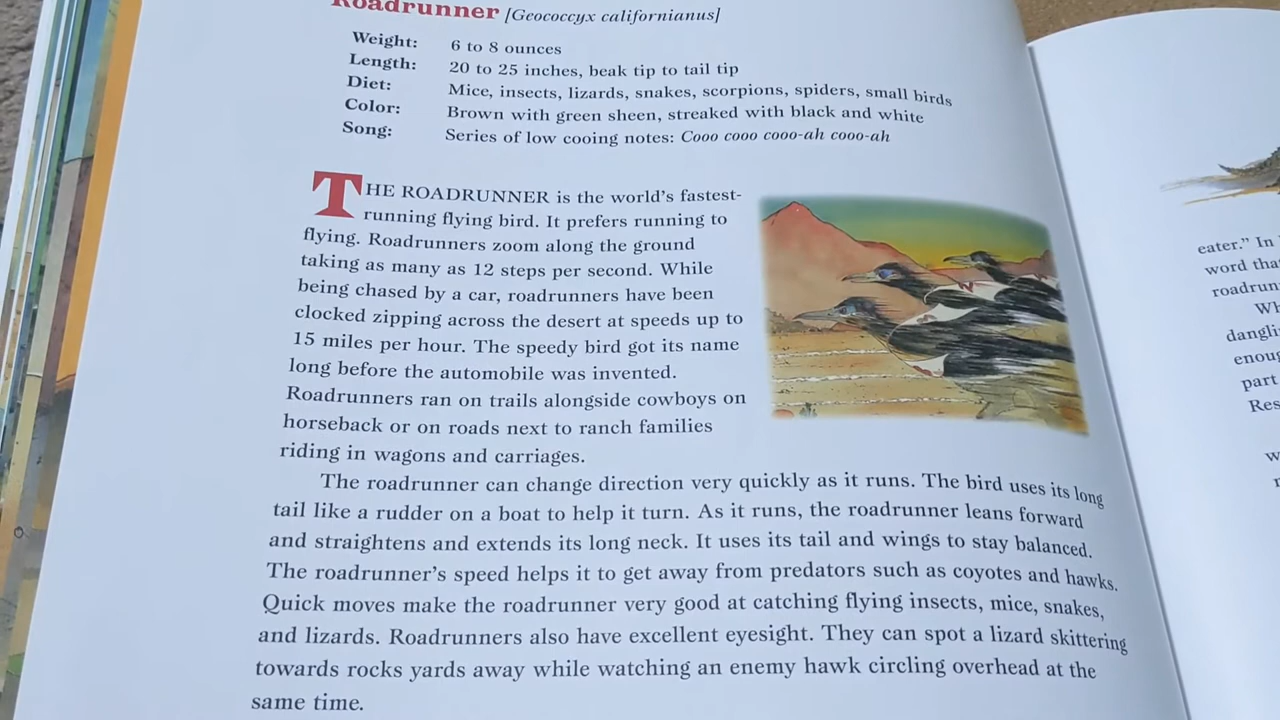 Roadrunner [Geococcyx californianus]
Weight: 6 to 8 ounces
Length: 20 to 25 inches, beak tip to tail tip
Diet: Mice, insects, lizards, snakes, scorpions, spiders, small birds
Color: Brown with green sheen, streaked with black and white
Song: Series of low cooing notes: Cooo cooo cooo-ah cooo-ah
THE ROADRUNNER is the world's fastest-
running flying bird. It prefers running to
flying. Roadrunners zoom along the ground
taking as many as 12 steps per second. While
being chased by a car, roadrunners have been
clocked zipping across the desert at speeds up to
15 miles per hour. The speedy bird got its name
long before the automobile was invented.
Roadrunners ran on trails alongside cowboys on
horseback or on roads next to ranch families
riding in wagons and carriages.
The roadrunner can change direction very quickly as it runs. The bird uses its long
tail like a rudder on a boat to help it turn. As it runs, the roadrunner leans forward
and straightens and extends its long neck. It uses its tail and wings to stay balanced.
The roadrunner's speed helps it to get away from predators such as coyotes and hawks.
Quick moves make the roadrunner very good at catching flying insects, mice, snakes,
and lizards. Roadrunners also have excellent eyesight. They can spot a lizard skittering
towards rocks yards away while watching an enemy hawk circling overhead at the
same time.
eater." In
word
enou
part